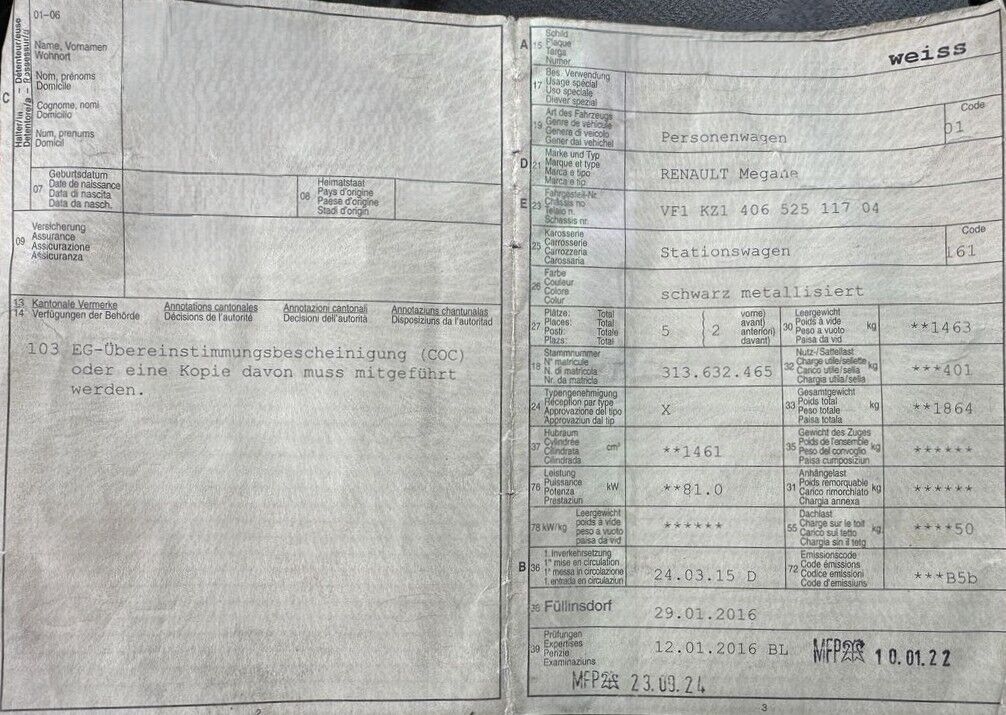 01-06
Halter/in – Détenteur/euse
Detentore/a – Possessur/a
C
Name, Vornamen
Wohnort
Nom, prénoms
Domicile
Cognome, nomi
Domicilio
Num, prenums
Domicil
07
Geburtsdatum
Date de naissance
Data di nascita
Data da nasch.
08
Heimatstaat
Pays d'origine
Paese d'origine
Stadi d'origin
09
Versicherung
Assurance
Assicurazione
Assicuranza
13
14
Kantonale Vermerke
Verfügungen der Behörde
Annotations cantonales
Décisions de l'autorité
Annotazioni cantonali
Decisioni dell'autorità
Annotaziuns chantunalas
Disposiziuns da l'autoritad
103 EG-Übereinstimmungsbescheinigung (COC)
oder eine Kopie davon muss mitgeführt
werden.
2
A 15
Schild
Plaque
Targa
Numer
weiss
17
Bes. Verwendung
Usage spécial
Uso speciale
Diever spezial
19
Art des Fahrzeugs
Genre de véhicule
Genere di veicolo
Gener dal vehichel
Personenwagen
Code
01
D 21
Marke und Typ
Marque et type
Marca e tipo
Marca e tip
RENAULT Megane
E 23
Fahrgestell-Nr.
Châssis no
Telaio n.
Schassis nr.
VF1 KZ1 406 525 117 04
25
Karosserie
Carrosserie
Carrozzeria
Carossaria
Stationswagen
Code
161
26
Farbe
Couleur
Colore
Colur
schwarz metallisiert
27
Plätze: Total
Places: Total
Posti: Totale
Plazs: Total
5 { 2
vorne)
avant)
anteriori)
davant)
30
Leergewicht
Poids à vide
Peso a vuoto
Paisa da vid
kg
**1463
18
Stammnummer
N° matricule
N. di matricola
Nr. da matricla
313.632.465
32
Nutz-/Sattellast
Charge utile/sellette
Carico utile/sella
Chargia utila/sella
kg
***401
24
Typengenehmigung
Réception par type
Approvazione del tipo
Approvaziun dal tip
X
33
Gesamtgewicht
Poids total
Peso totale
Paisa totala
kg
**1864
37
Hubraum
Cylindrée
Cilindrata
Cilindrada
cm³
**1461
35
Gewicht des Zuges
Poids de l'ensemble
Peso del convoglio
Paisa cumposiziun
kg
******
76
Leistung
Puissance
Potenza
Prestaziun
kW
**81.0
31
Anhängelast
Poids remorquable
Carico rimorchiato
Chargia annexa
kg
******
78 kW/kg
Leergewicht
poids à vide
peso a vuoto
paisa da vid
******
55
Dachlast
Charge sur le toit
Carico sul tetto
Chargia sin il tetg
kg
****50
B 36
1. Inverkehrsetzung
1re mise en circulation
1a messa in circolazione
1. entrada en circulaziun
24.03.15 D
72
Emissionscode
Code émissions
Codice emissioni
Code d'emissiuns
***B5b
38 Füllinsdorf
29.01.2016
39
Prüfungen
Expertises
Perizie
Examinaziuns
12.01.2016 BL
MFP 10.01.22
MFP 23.09.24
3